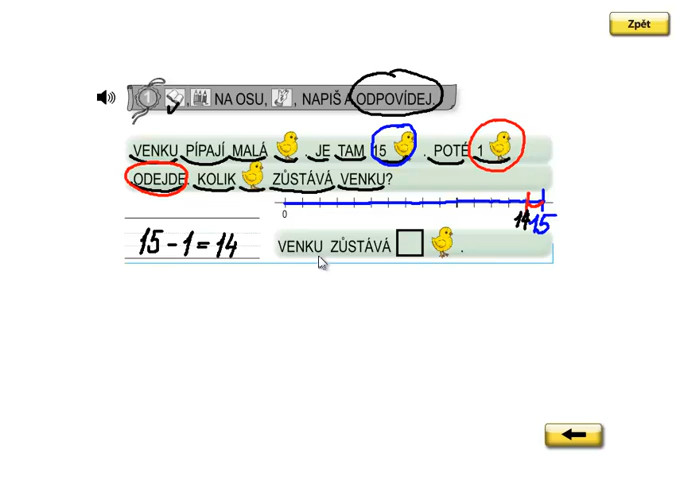 Zpět
1 NA OSU, NAPIŠ A ODPOVÍDEJ.
VENKU PÍPAJÍ MALÁ . JE TAM 15 . POTÉ 1
ODEJDE. KOLIK ZŮSTÁVÁ VENKU?
0 14 15
15 - 1 = 14
VENKU ZŮSTÁVÁ .